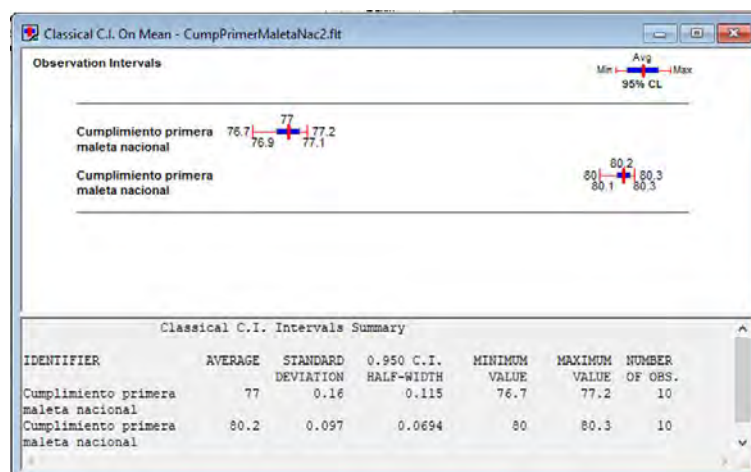 Classical C.I. On Mean - CumpPrimerMaletaNac2.flt
Observation Intervals
Avg
Min Max
95% CL
77
Cumplimiento primera 76.7 77.2
maleta nacional 76.9 77.1
80.2
Cumplimiento primera 80 80.3
maleta nacional 80.1 80.3
Classical C.I. Intervals Summary
IDENTIFIER AVERAGE STANDARD 0.950 C.I. MINIMUM MAXIMUM NUMBER
DEVIATION HALF-WIDTH VALUE VALUE OF OBS.
Cumplimiento primera 77 0.16 0.115 76.7 77.2 10
maleta nacional
Cumplimiento primera 80.2 0.097 0.0694 80 80.3 10
maleta nacional